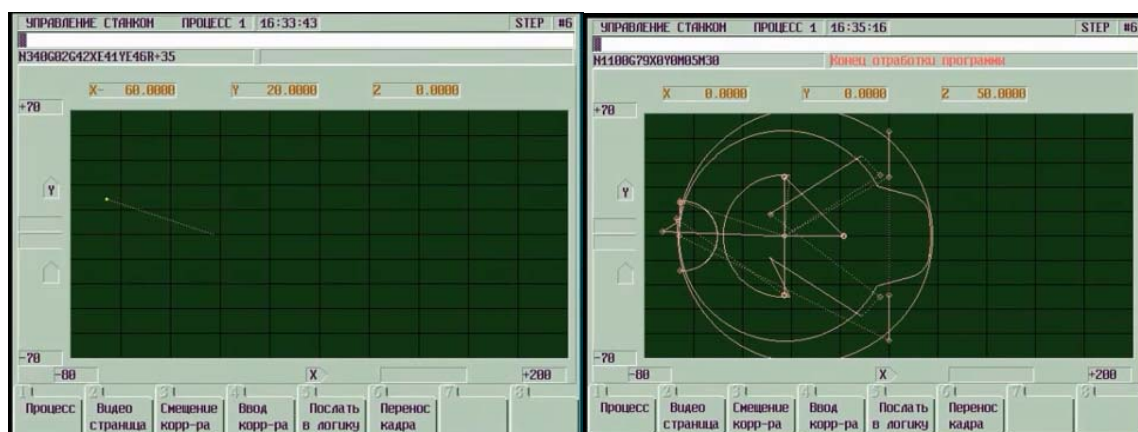 УПРАВЛЕНИЕ СТАНКОМ ПРОЦЕСС 1 16:33:43 STEP #6
N340G02G42XE41YE46R+35
X- 60.0000 Y 20.0000 Z 0.0000
+70
Y
-70
-80 X +200
1! 2! 3! 4! 5! 6! 7! 8!
Процесс Видео страница Смещение корр-ра Ввод корр-ра Послать в логику Перенос кадра
УПРАВЛЕНИЕ СТАНКОМ ПРОЦЕСС 1 16:35:16 STEP #6
N1100G79X0Y0M05M30 Конец отработки программ
X 0.0000 Y 0.0000 Z 50.0000
+70
Y
-70
-80 X +200
1! 2! 3! 4! 5! 6! 7! 8!
Процесс Видео страница Смещение корр-ра Ввод корр-ра Послать в логику Перенос кадра